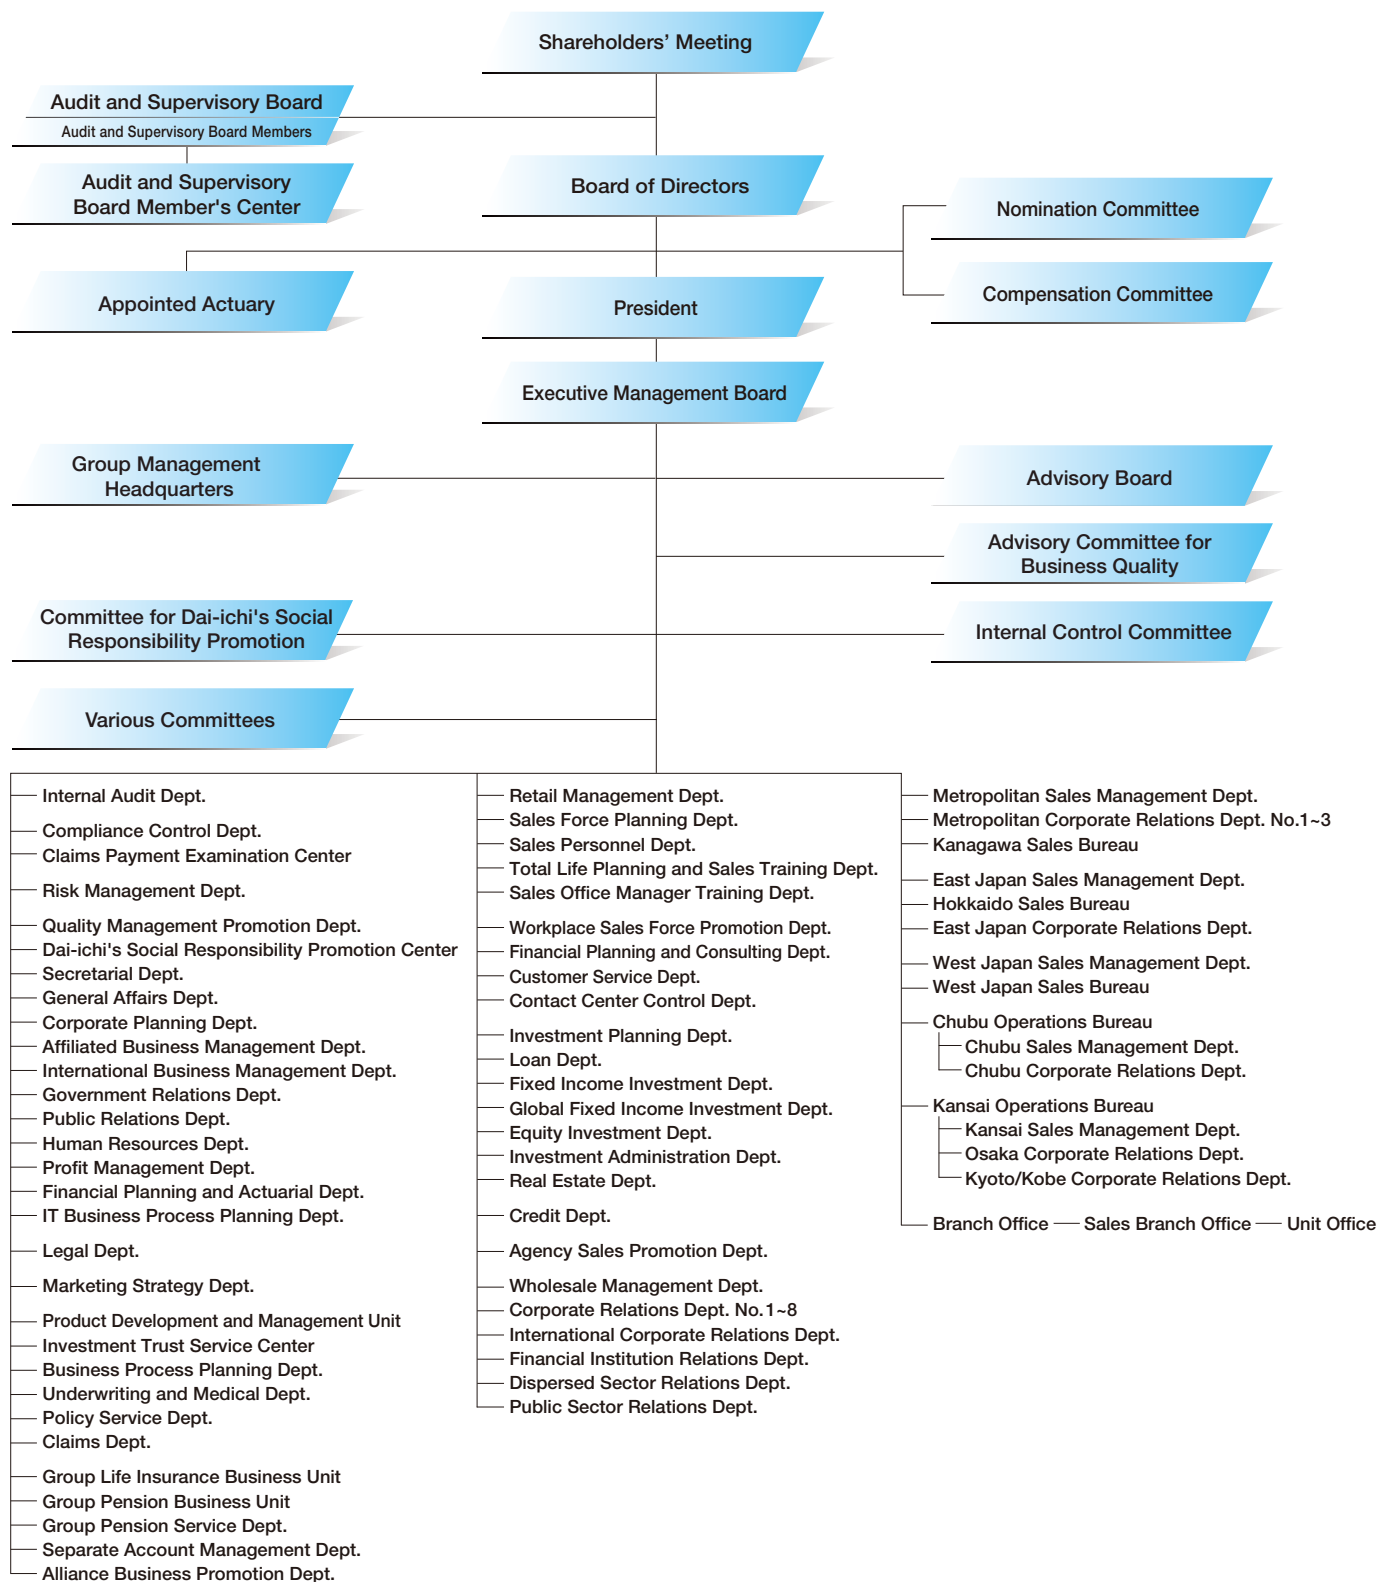 Shareholders’ Meeting
Audit and Supervisory Board
Audit and Supervisory Board Members
Audit and Supervisory
Board Member's Center
Board of Directors
Nomination Committee
Compensation Committee
Appointed Actuary
President
Executive Management Board
Group Management
Headquarters
Advisory Board
Advisory Committee for
Business Quality
Committee for Dai-ichi's Social
Responsibility Promotion
Internal Control Committee
Various Committees
Internal Audit Dept.
Compliance Control Dept.
Claims Payment Examination Center
Risk Management Dept.
Quality Management Promotion Dept.
Dai-ichi's Social Responsibility Promotion Center
Secretarial Dept.
General Affairs Dept.
Corporate Planning Dept.
Affiliated Business Management Dept.
International Business Management Dept.
Government Relations Dept.
Public Relations Dept.
Human Resources Dept.
Profit Management Dept.
Financial Planning and Actuarial Dept.
IT Business Process Planning Dept.
Legal Dept.
Marketing Strategy Dept.
Product Development and Management Unit
Investment Trust Service Center
Business Process Planning Dept.
Underwriting and Medical Dept.
Policy Service Dept.
Claims Dept.
Group Life Insurance Business Unit
Group Pension Business Unit
Group Pension Service Dept.
Separate Account Management Dept.
Alliance Business Promotion Dept.
Retail Management Dept.
Sales Force Planning Dept.
Sales Personnel Dept.
Total Life Planning and Sales Training Dept.
Sales Office Manager Training Dept.
Workplace Sales Force Promotion Dept.
Financial Planning and Consulting Dept.
Customer Service Dept.
Contact Center Control Dept.
Investment Planning Dept.
Loan Dept.
Fixed Income Investment Dept.
Global Fixed Income Investment Dept.
Equity Investment Dept.
Investment Administration Dept.
Real Estate Dept.
Credit Dept.
Agency Sales Promotion Dept.
Wholesale Management Dept.
Corporate Relations Dept. No.1~8
International Corporate Relations Dept.
Financial Institution Relations Dept.
Dispersed Sector Relations Dept.
Public Sector Relations Dept.
Metropolitan Sales Management Dept.
Metropolitan Corporate Relations Dept. No.1~3
Kanagawa Sales Bureau
East Japan Sales Management Dept.
Hokkaido Sales Bureau
East Japan Corporate Relations Dept.
West Japan Sales Management Dept.
West Japan Sales Bureau
Chubu Operations Bureau
Chubu Sales Management Dept.
Chubu Corporate Relations Dept.
Kansai Operations Bureau
Kansai Sales Management Dept.
Osaka Corporate Relations Dept.
Kyoto/Kobe Corporate Relations Dept.
Branch Office Sales Branch Office Unit Office